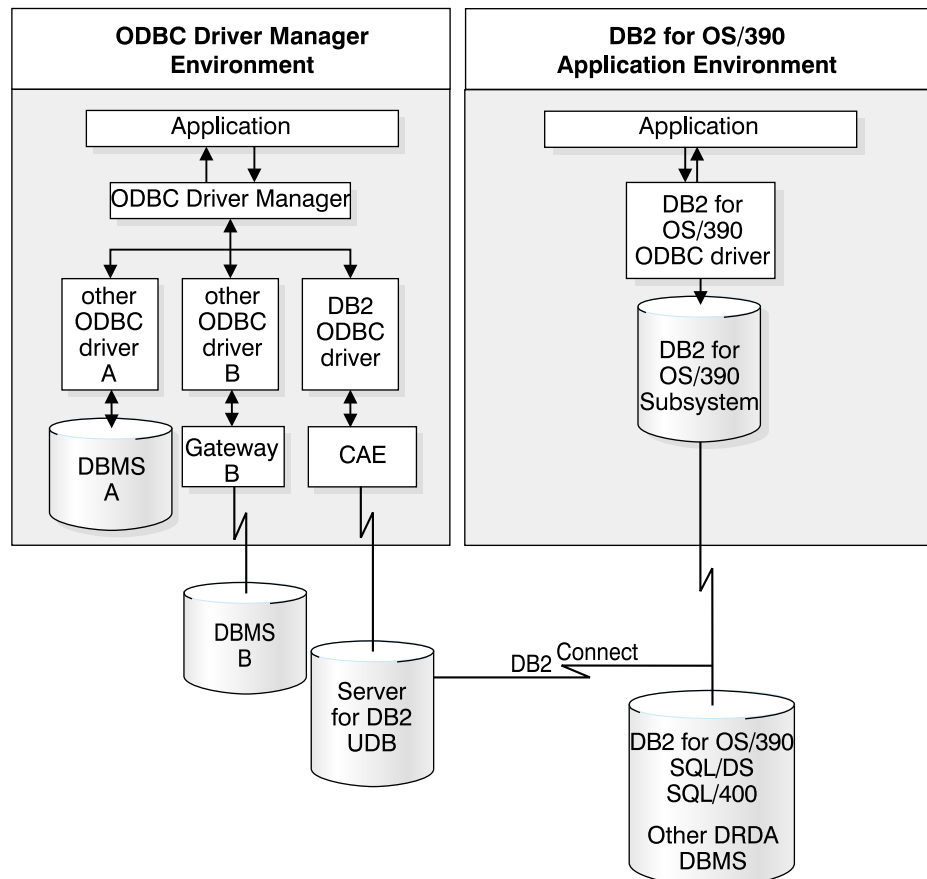 ODBC Driver Manager
Environment
DB2 for OS/390
Application Environment
Application
ODBC Driver Manager
other
ODBC
driver
A
other
ODBC
driver
B
DB2
ODBC
driver
DBMS
A
Gateway
B
CAE
Application
DB2 for
OS/390
ODBC driver
DB2 for
OS/390
Subsystem
DBMS
B
Server
for DB2
UDB
DB2 Connect
DB2 for OS/390
SQL/DS
SQL/400
Other DRDA
DBMS